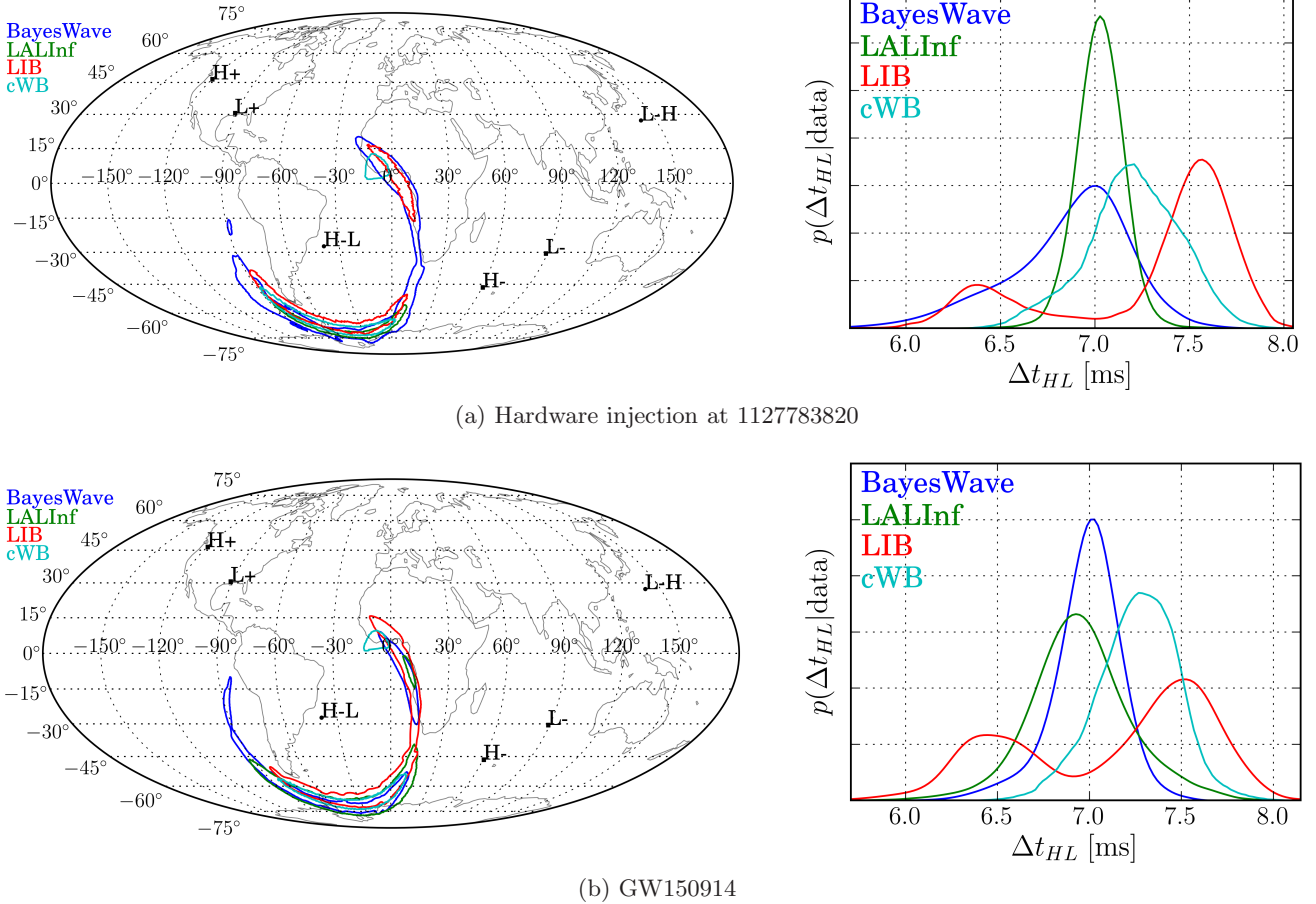 75°
60°
45°
30°
15°
0°
−15°
−30°
−45°
−60°
−75°
−150° −120° −90° −60° −30° 0° 30° 60° 90° 120° 150°
BayesWave
LALInf
LIB
cWB
H+
L+
L-H
H-L
L-
H-
BayesWave
LALInf
LIB
cWB
p(Δt_HL|data)
6.0 6.5 7.0 7.5 8.0
Δt_HL [ms]
(a) Hardware injection at 1127783820
75°
60°
45°
30°
15°
0°
−15°
−30°
−45°
−60°
−75°
−150° −120° −90° −60° −30° 0° 30° 60° 90° 120° 150°
BayesWave
LALInf
LIB
cWB
H+
L+
L-H
H-L
L-
H-
BayesWave
LALInf
LIB
cWB
p(Δt_HL|data)
6.0 6.5 7.0 7.5 8.0
Δt_HL [ms]
(b) GW150914